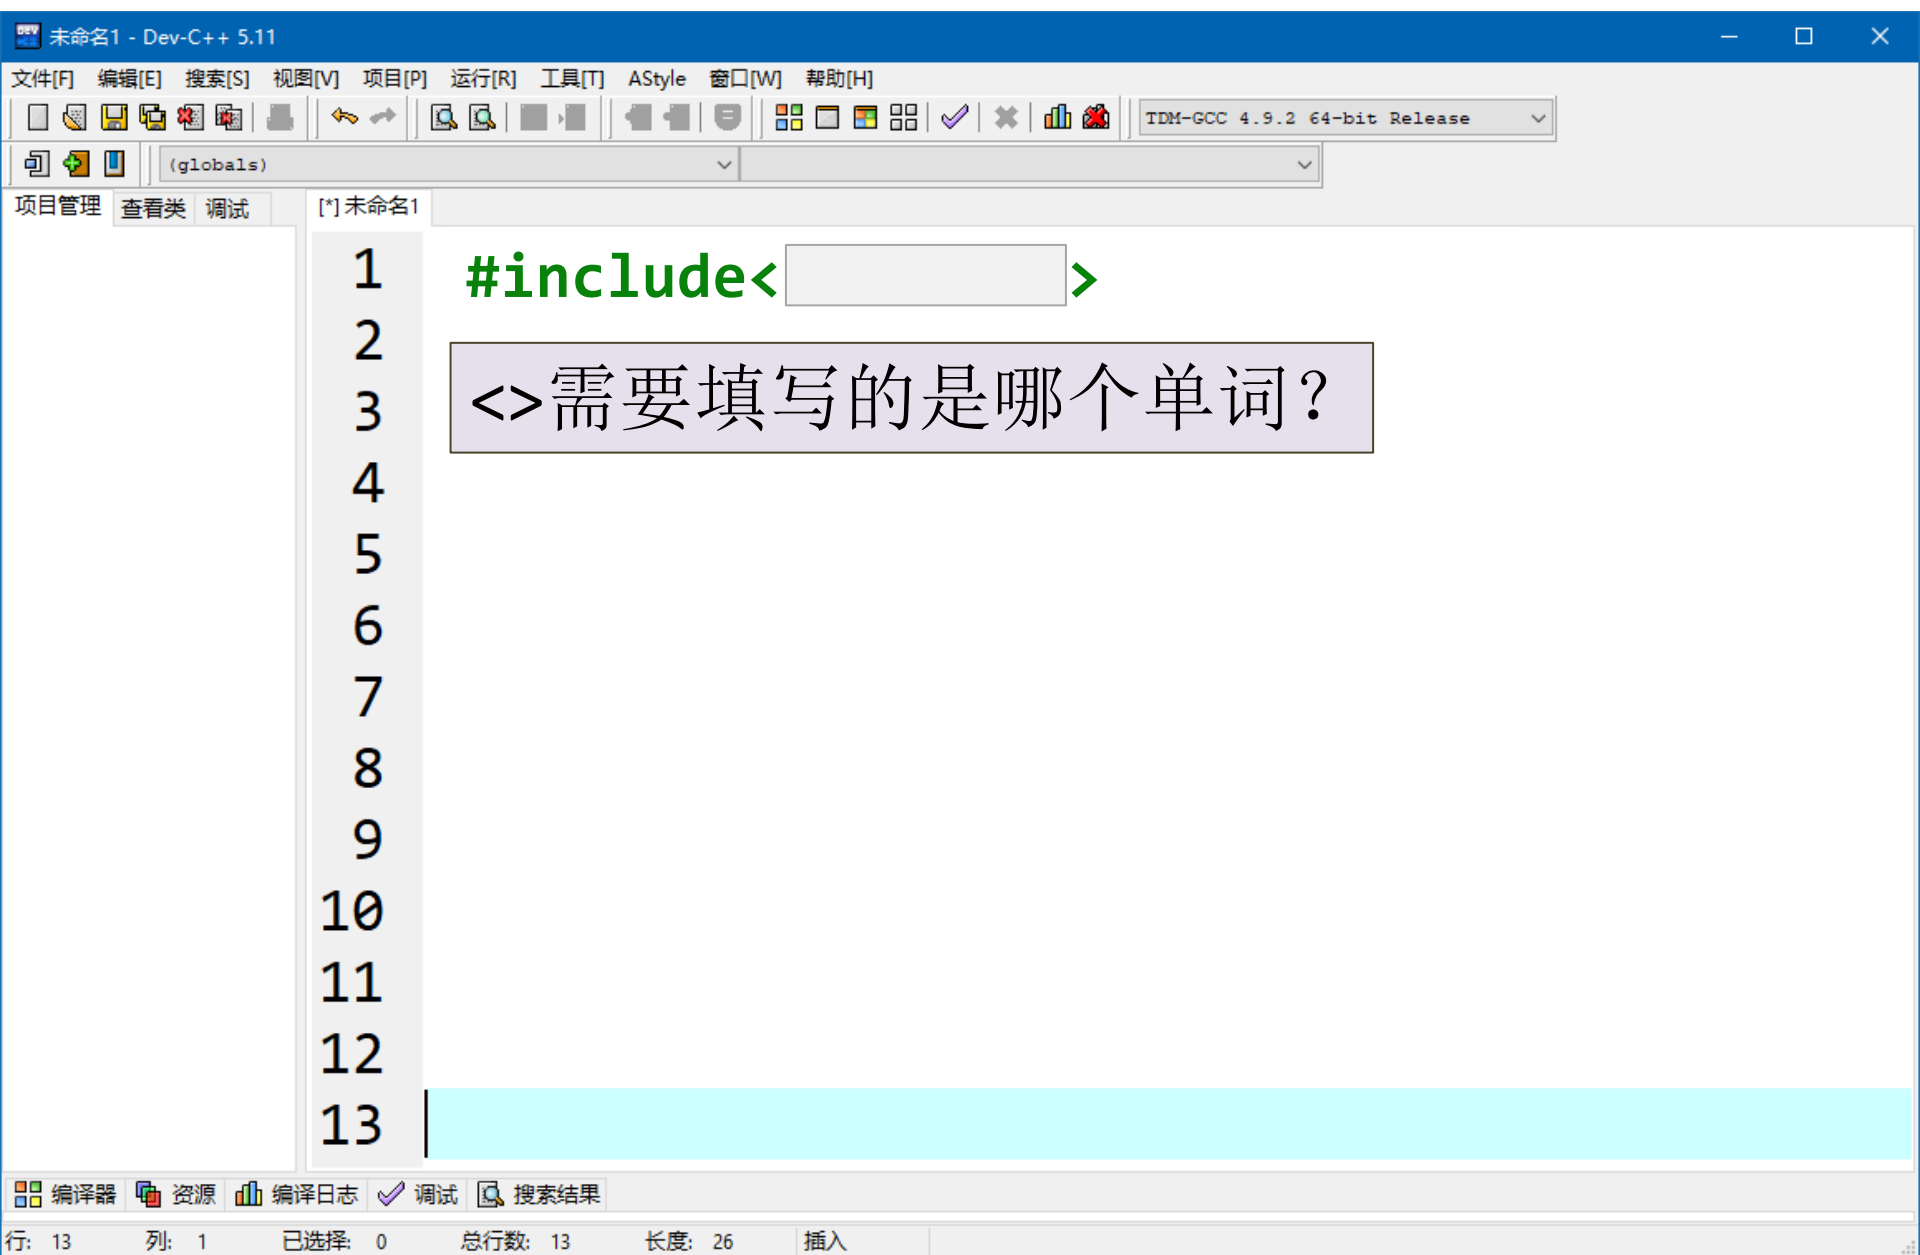 未命名1 - Dev-C++ 5.11
文件[F] 编辑[E] 搜索[S] 视图[V] 项目[P] 运行[R] 工具[T] AStyle 窗口[W] 帮助[H]
TDM-GCC 4.9.2 64-bit Release
(globals)
项目管理 查看类 调试 [*] 未命名1
1 #include< >
2
3 <>需要填写的是哪个单词?
4
5
6
7
8
9
10
11
12
13
编译器 资源 编译日志 调试 搜索结果
行: 13 列: 1 已选择: 0 总行数: 13 长度: 26 插入